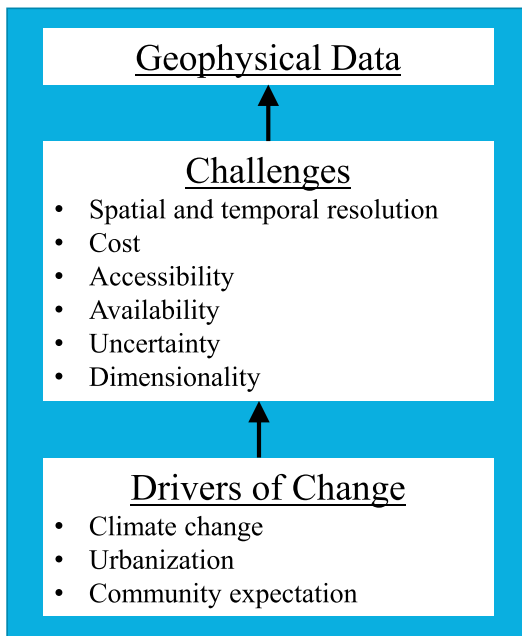 Geophysical Data
Challenges
• Spatial and temporal resolution
• Cost
• Accessibility
• Availability
• Uncertainty
• Dimensionality
Drivers of Change
• Climate change
• Urbanization
• Community expectation